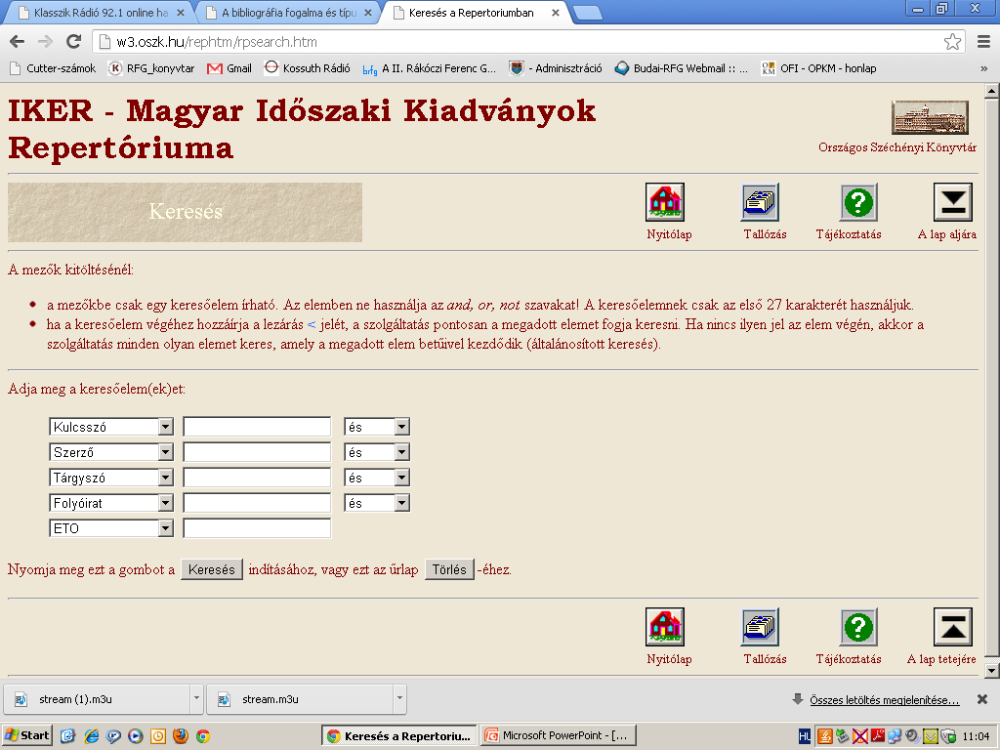 Klasszik Rádió 92.1 online ha
A bibliográfia fogalma és típu
Keresés a Repertoriumban
w3.oszk.hu/rephtm/rpsearch.htm
Cutter-számok
RFG_konyvtar
Gmail
Kossuth Rádió
A II. Rákóczi Ferenc G...
- Adminisztráció
Budai-RFG Webmail :: ...
OFI - OPKM - honlap
»
IKER - Magyar Időszaki Kiadványok
Repertóriuma
Országos Széchényi Könyvtár
Keresés
Nyitólap
Tallózás
Tájékoztatás
A lap aljára
A mezők kitöltésénél:
a mezőkbe csak egy keresőelem írható. Az elemben ne használja az and, or, not szavakat! A keresőelemnek csak az első 27 karakterét használjuk.
ha a keresőelem végéhez hozzáírja a lezárás < jelét, a szolgáltatás pontosan a megadott elemet fogja keresni. Ha nincs ilyen jel az elem végén, akkor a
szolgáltatás minden olyan elemet keres, amely a megadott elem betűivel kezdődik (általánosított keresés).
Adja meg a keresőelem(ek)et:
Kulcsszó és
Szerző és
Tárgyszó és
Folyóirat és
ETO
Nyomja meg ezt a gombot a Keresés indításához, vagy ezt az űrlap Törlés -éhez.
Nyitólap
Tallózás
Tájékoztatás
A lap tetejére
stream (1).m3u
stream.m3u
Összes letöltés megjelenítése...
Start
Keresés a Repertoriu...
Microsoft PowerPoint - [...
HU
11:04